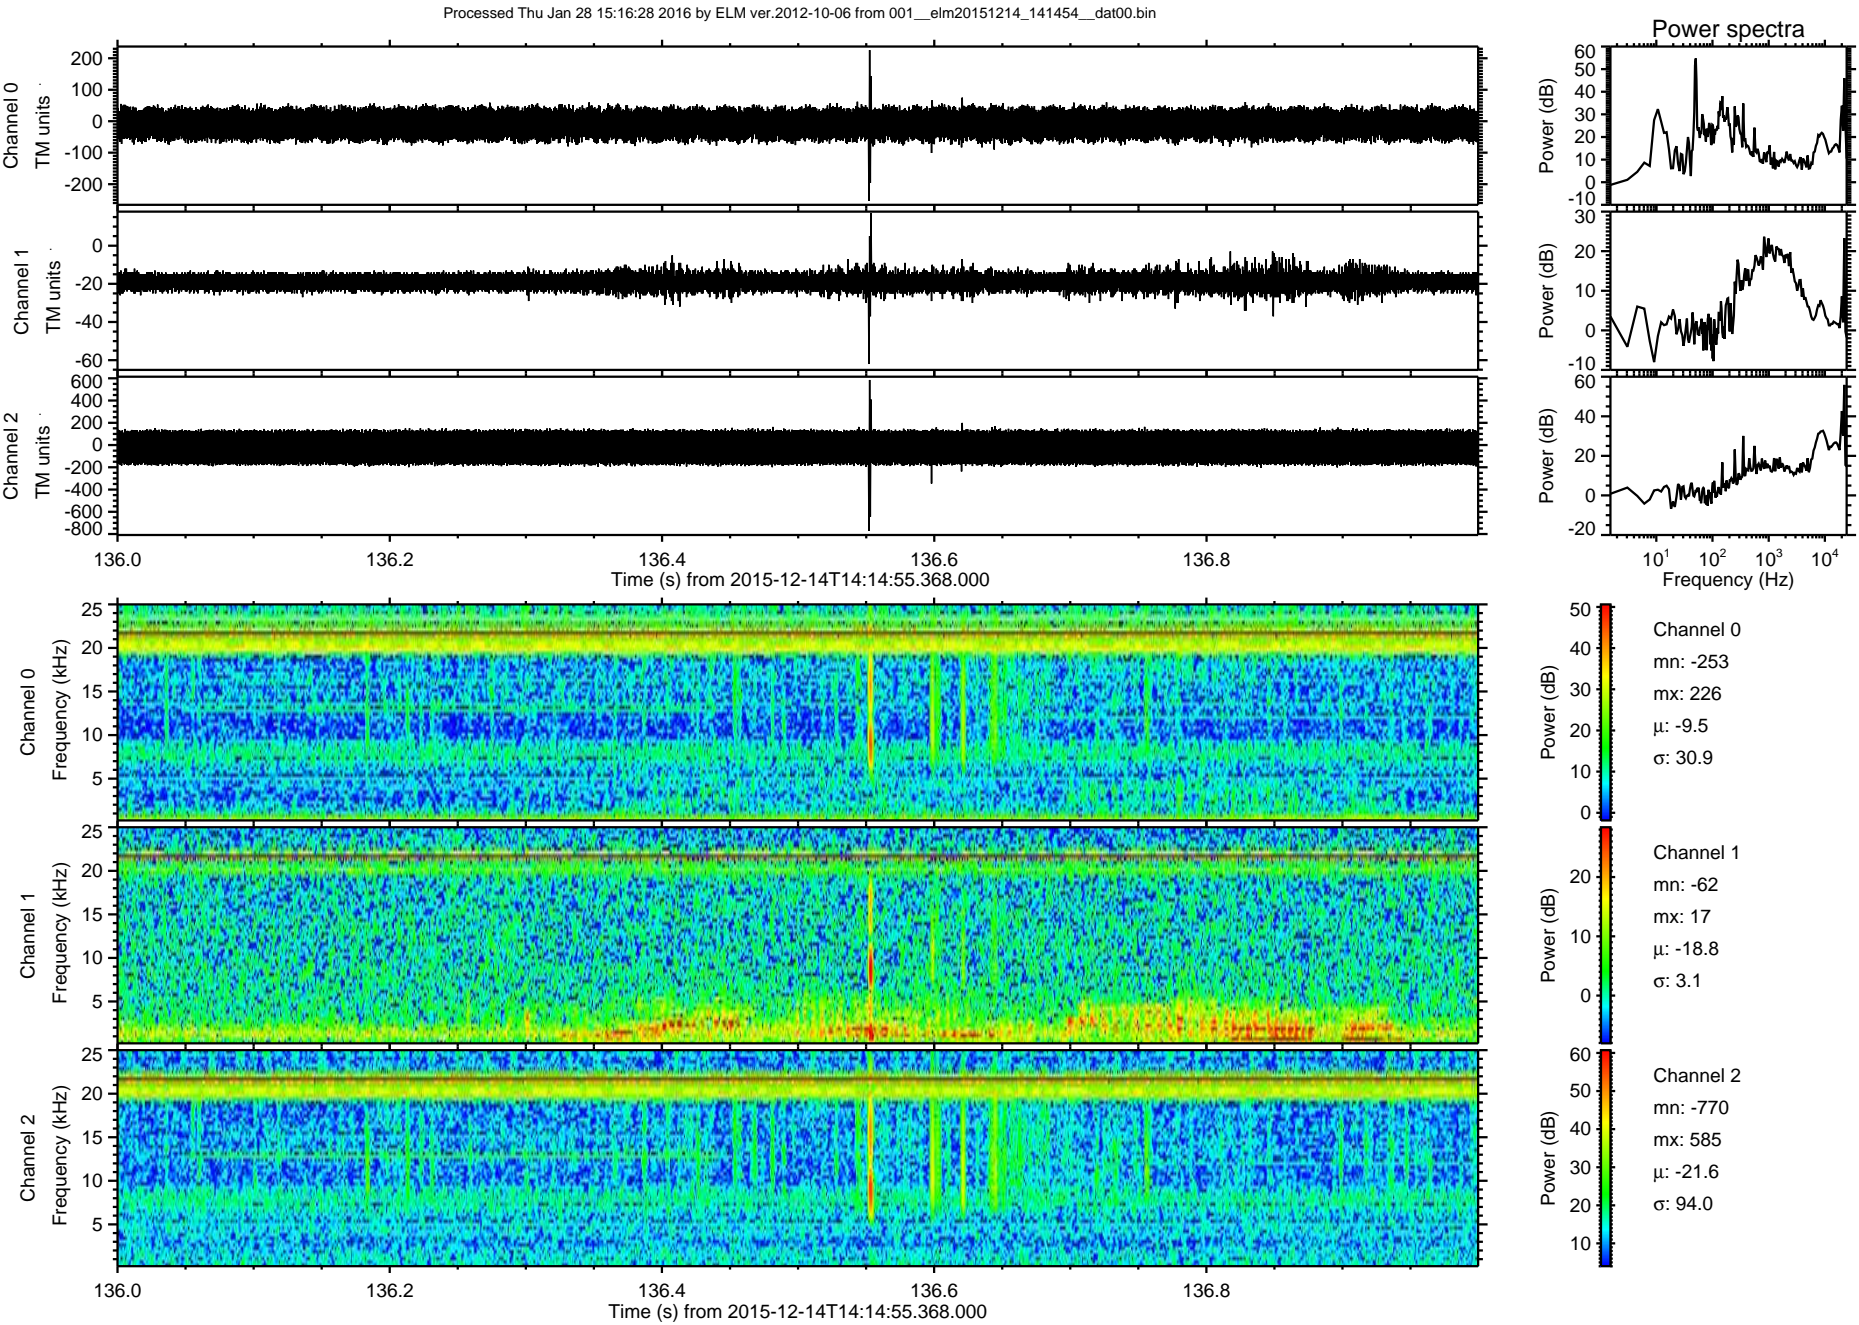 Processed Thu Jan 28 15:16:28 2016 by ELM ver.2012-10-06 from 001__elm20151214_141454__dat00.bin
Power spectra
Channel 0
TM units
200
100
0
-100
-200
Power (dB)
60
50
40
30
20
10
0
-10
Channel 1
TM units
0
-20
-40
-60
Power (dB)
30
20
10
0
-10
Channel 2
TM units
600
400
200
0
-200
-400
-600
-800
Power (dB)
60
40
20
0
-20
136.0 136.2 136.4 136.6 136.8
Time (s) from 2015-12-14T14:14:55.368.000
10^1 10^2 10^3 10^4
Frequency (Hz)
Channel 0
Frequency (kHz)
25
20
15
10
5
Power (dB)
50
40
30
20
10
0
Channel 0
mn: -253
mx: 226
μ: -9.5
σ: 30.9
Channel 1
Frequency (kHz)
25
20
15
10
5
Power (dB)
20
10
0
Channel 1
mn: -62
mx: 17
μ: -18.8
σ: 3.1
Channel 2
Frequency (kHz)
25
20
15
10
5
Power (dB)
60
50
40
30
20
10
Channel 2
mn: -770
mx: 585
μ: -21.6
σ: 94.0
136.0 136.2 136.4 136.6 136.8
Time (s) from 2015-12-14T14:14:55.368.000